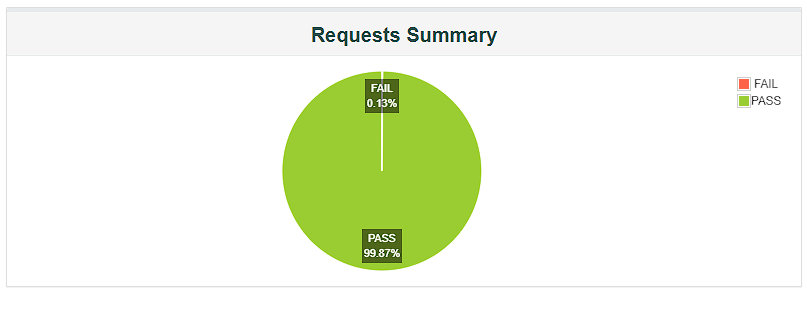 Requests Summary
FAIL
0.13%
PASS
99.87%
FAIL
PASS